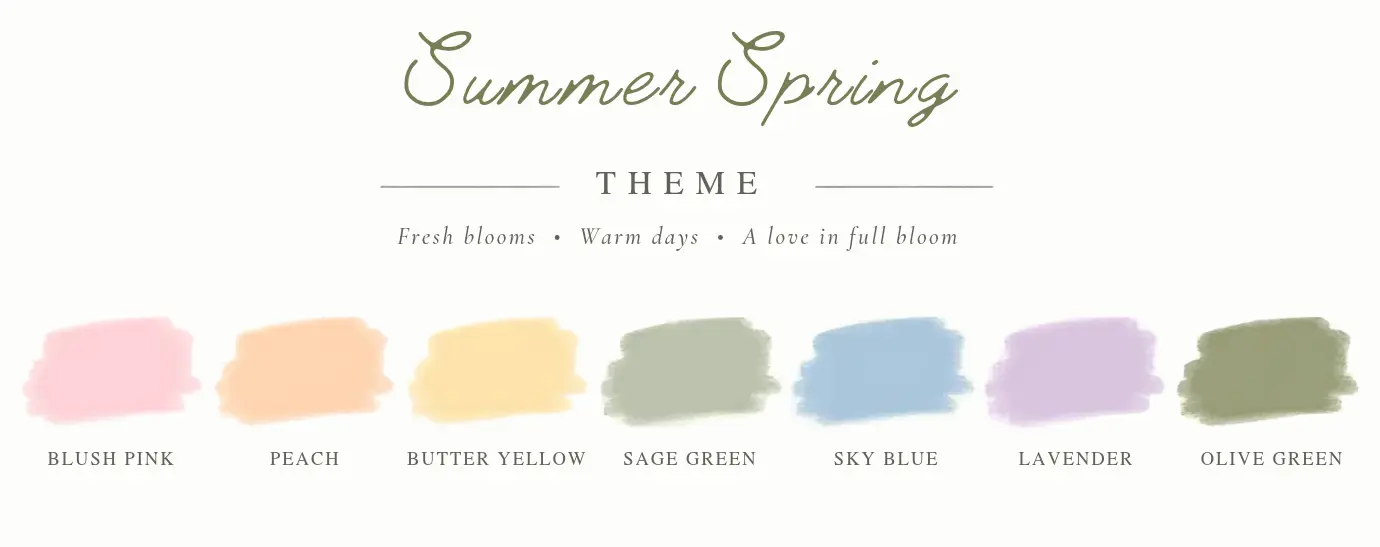 Summer Spring
THEME
Fresh blooms • Warm days • A love in full bloom
BLUSH PINK PEACH BUTTER YELLOW SAGE GREEN SKY BLUE LAVENDER OLIVE GREEN